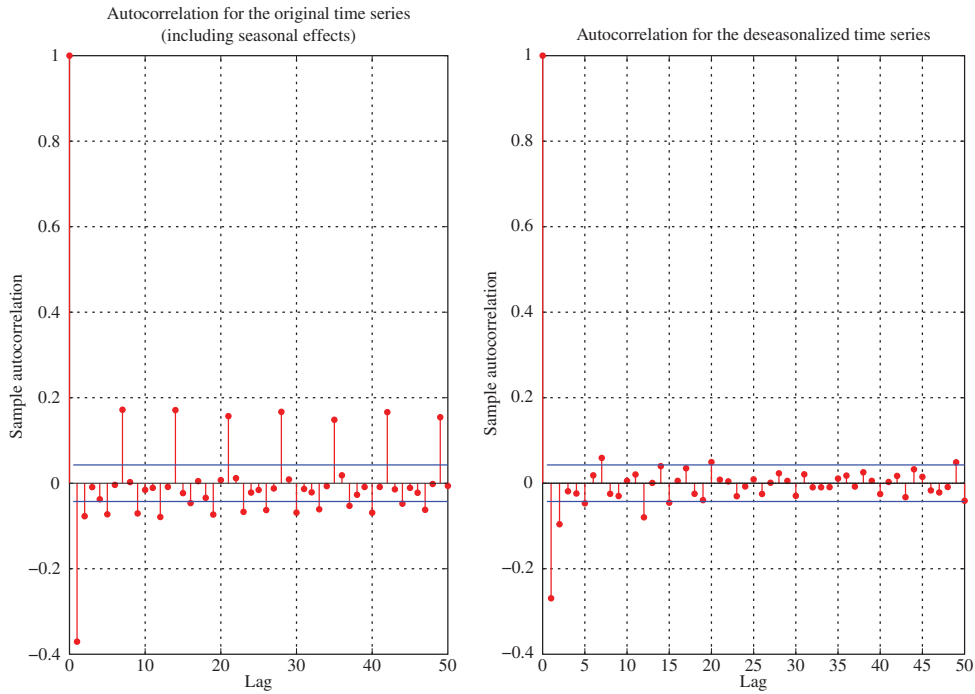 Autocorrelation for the original time series
(including seasonal effects)
1
0.8
0.6
0.4
0.2
0
−0.2
−0.4
Sample autocorrelation
0 10 20 30 40 50
Lag
Autocorrelation for the deseasonalized time series
1
0.8
0.6
0.4
0.2
0
−0.2
−0.4
Sample autocorrelation
0 5 10 15 20 25 30 35 40 45 50
Lag